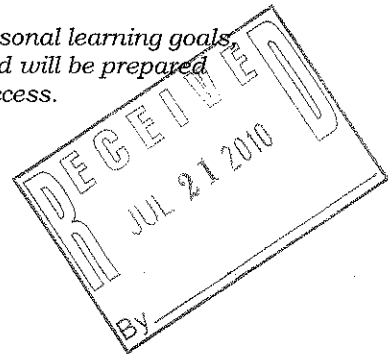 sonal learning goals,
d will be prepared
ccess.
RECEIVED
JUL 21 2010
By